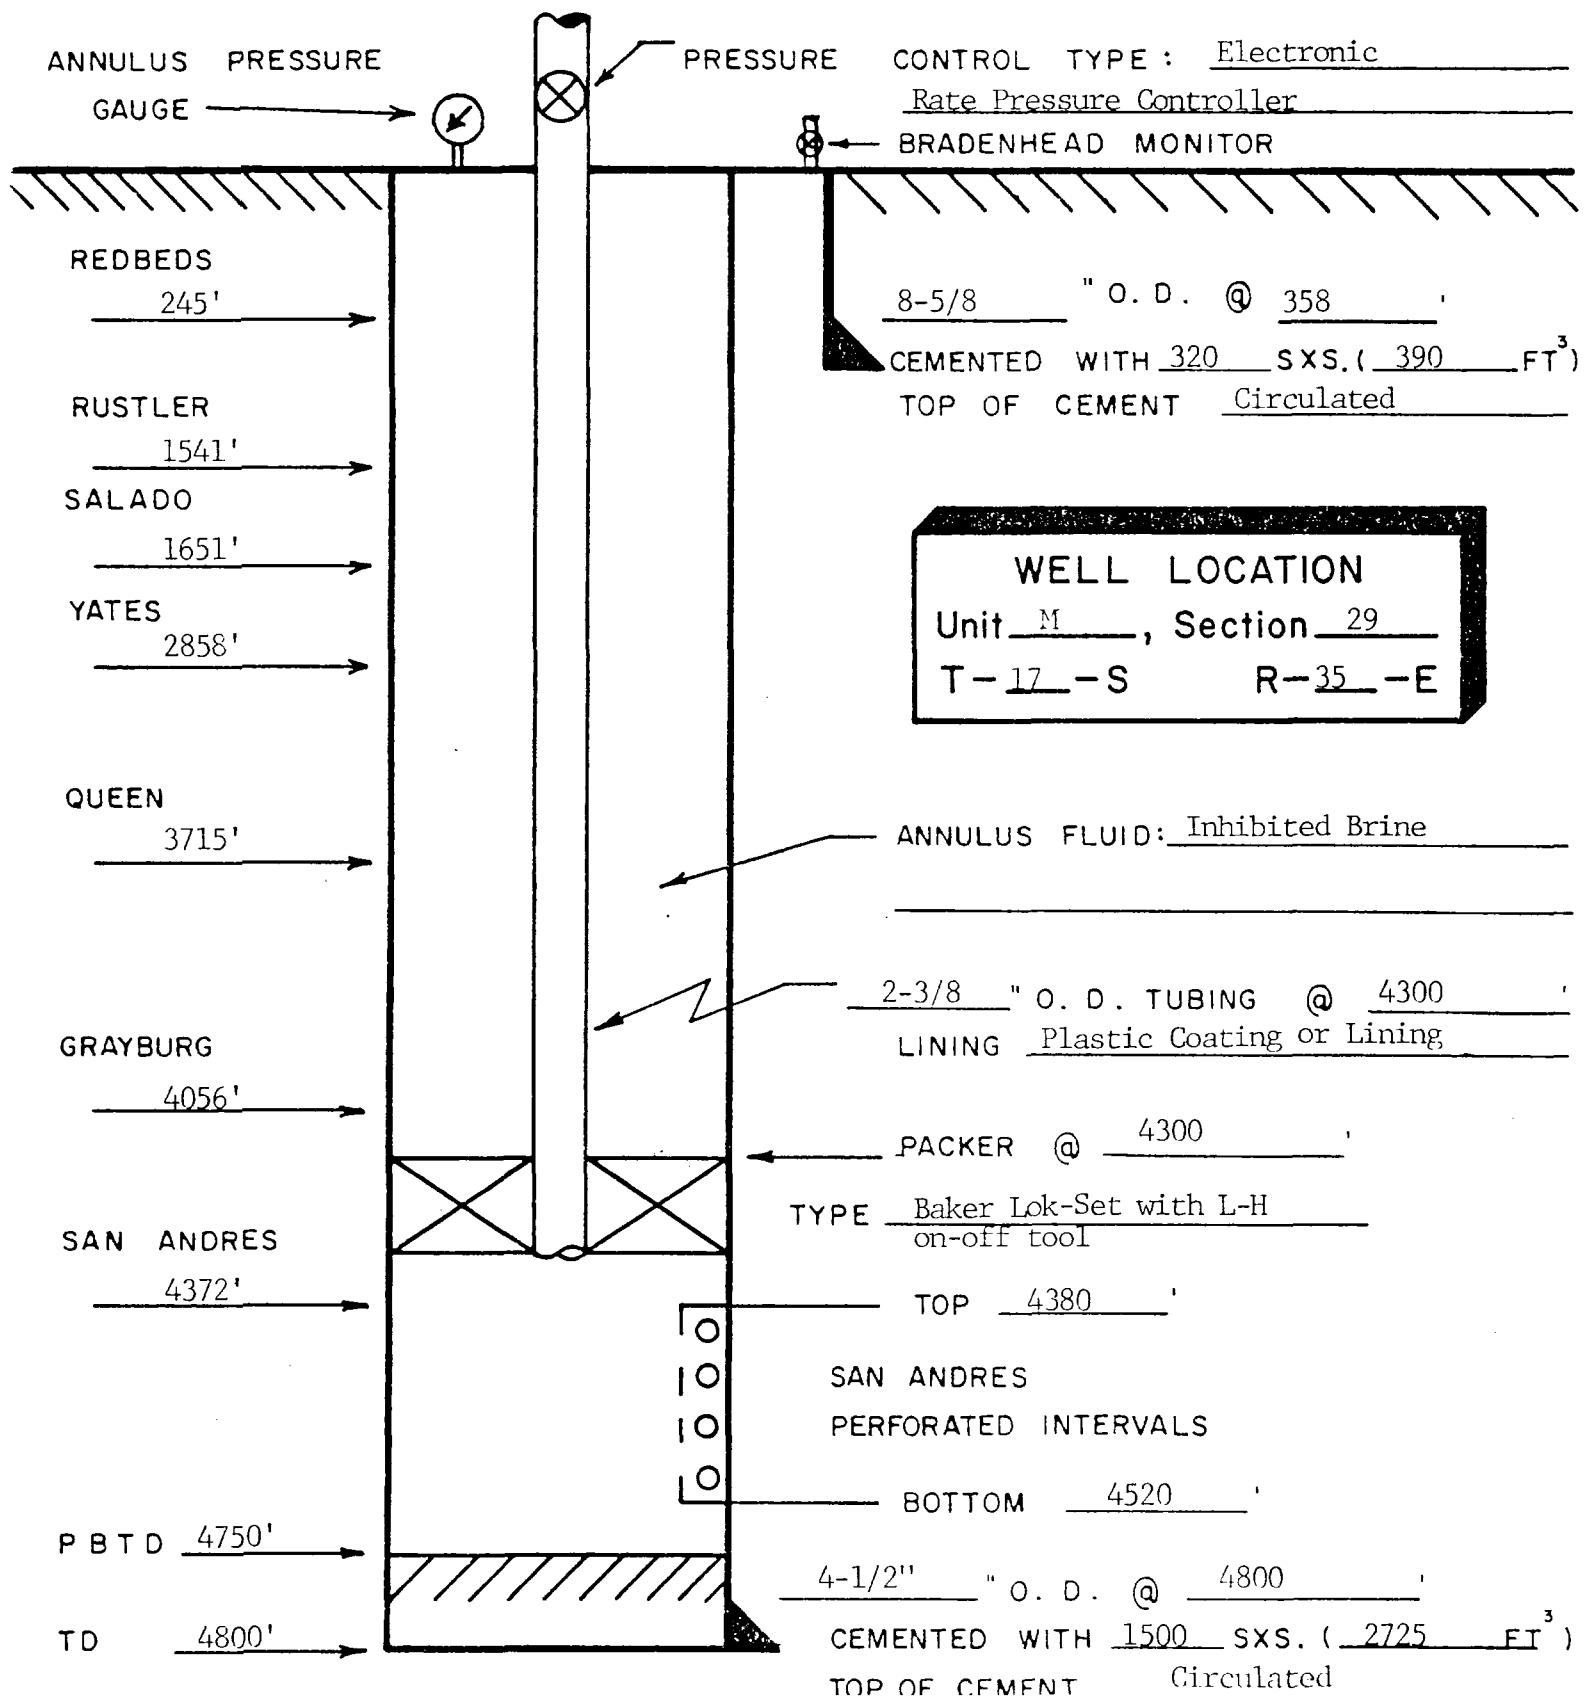 ANNULUS PRESSURE
GAUGE
PRESSURE CONTROL TYPE: Electronic
Rate Pressure Controller
BRADENHEAD MONITOR
REDBEDS
245'
8-5/8 " O. D. @ 358 '
CEMENTED WITH 320 SXS. ( 390 FT³)
TOP OF CEMENT Circulated
RUSTLER
1541'
SALADO
1651'
YATES
2858'
WELL LOCATION
Unit M , Section 29
T-17-S R-35-E
QUEEN
3715'
ANNULUS FLUID: Inhibited Brine
2-3/8 " O. D. TUBING @ 4300 '
LINING Plastic Coating or Lining
GRAYBURG
4056'
PACKER @ 4300 '
TYPE Baker Lok-Set with L-H
on-off tool
SAN ANDRES
4372'
TOP 4380 '
SAN ANDRES
PERFORATED INTERVALS
BOTTOM 4520 '
PBTD 4750'
4-1/2" " O. D. @ 4800 '
TD 4800'
CEMENTED WITH 1500 SXS. ( 2725 FT³)
TOP OF CEMENT Circulated